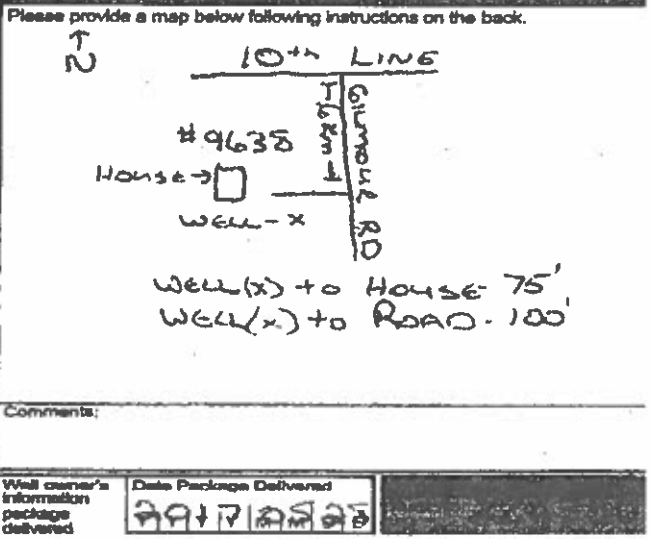 Please provide a map below following instructions on the back.
N
10th LINE
GILMOUR RD
#9635
HOUSE
WELL - X
WELL(X) to HOUSE 75'
WELL(X) to ROAD - 100'
Comments:
Well owner's information package delivered
Date Package Delivered